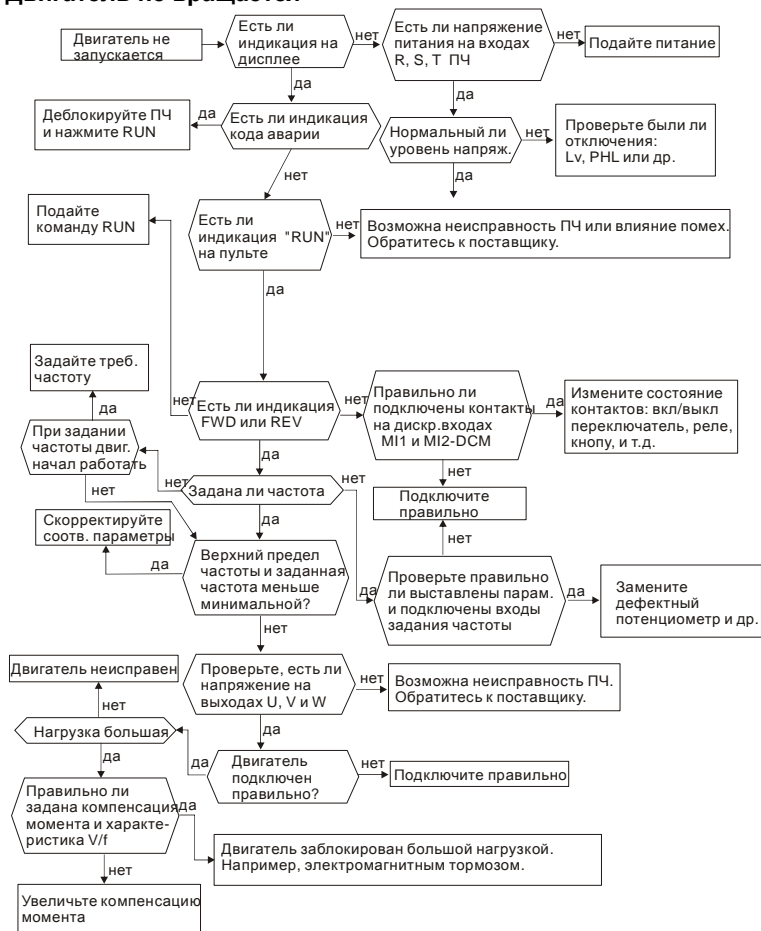 Двигатель не вращается
Двигатель не
запускается
Есть ли
индикация на
дисплее
нет
Есть ли напряжение
питания на входах
R, S, T ПЧ
нет
Подайте питание
да
да
Деблокируйте ПЧ
и нажмите RUN
да
Есть ли индикация
кода аварии
Нормальный ли
уровень напряж.
нет
Проверьте были ли
отключения:
Lv, PHL или др.
нет
да
Подайте
команду RUN
Есть ли
индикация "RUN"
на пульте
нет
Возможна неисправность ПЧ или влияние помех.
Обратитесь к поставщику.
да
Задайте треб.
частоту
да
При задании
частоты двиг.
начал работать
нет
Есть ли индикация
FWD или REV
нет
Правильно ли
подключены контакты
на дискр.входах
MI1 и MI2-DCM
да
Измените состояние
контактов: вкл/выкл
переключатель, реле,
кнопу, и т.д.
да
нет
нет
нет
Задана ли частота
нет
Подключите
правильно
Скорректируйте
соотв. параметры
да
нет
да
Верхний предел
частоты и заданная
частота меньше
минимальной?
да
Проверьте правильно
ли выставлены парам.
и подключены входы
задания частоты
да
Замените
дефектный
потенциометр и др.
нет
Двигатель неисправен
Проверьте, есть ли
напряжение на
выходах U, V и W
нет
Возможна неисправность ПЧ.
Обратитесь к поставщику.
нет
да
Нагрузка большая
да
Двигатель
подключен
правильно?
нет
Подключите правильно
да
Правильно ли
задана компенсация
момента и характе-
ристика V/f
да
Двигатель заблокирован большой нагрузкой.
Например, электромагнитным тормозом.
нет
Увеличьте компенсацию
момента